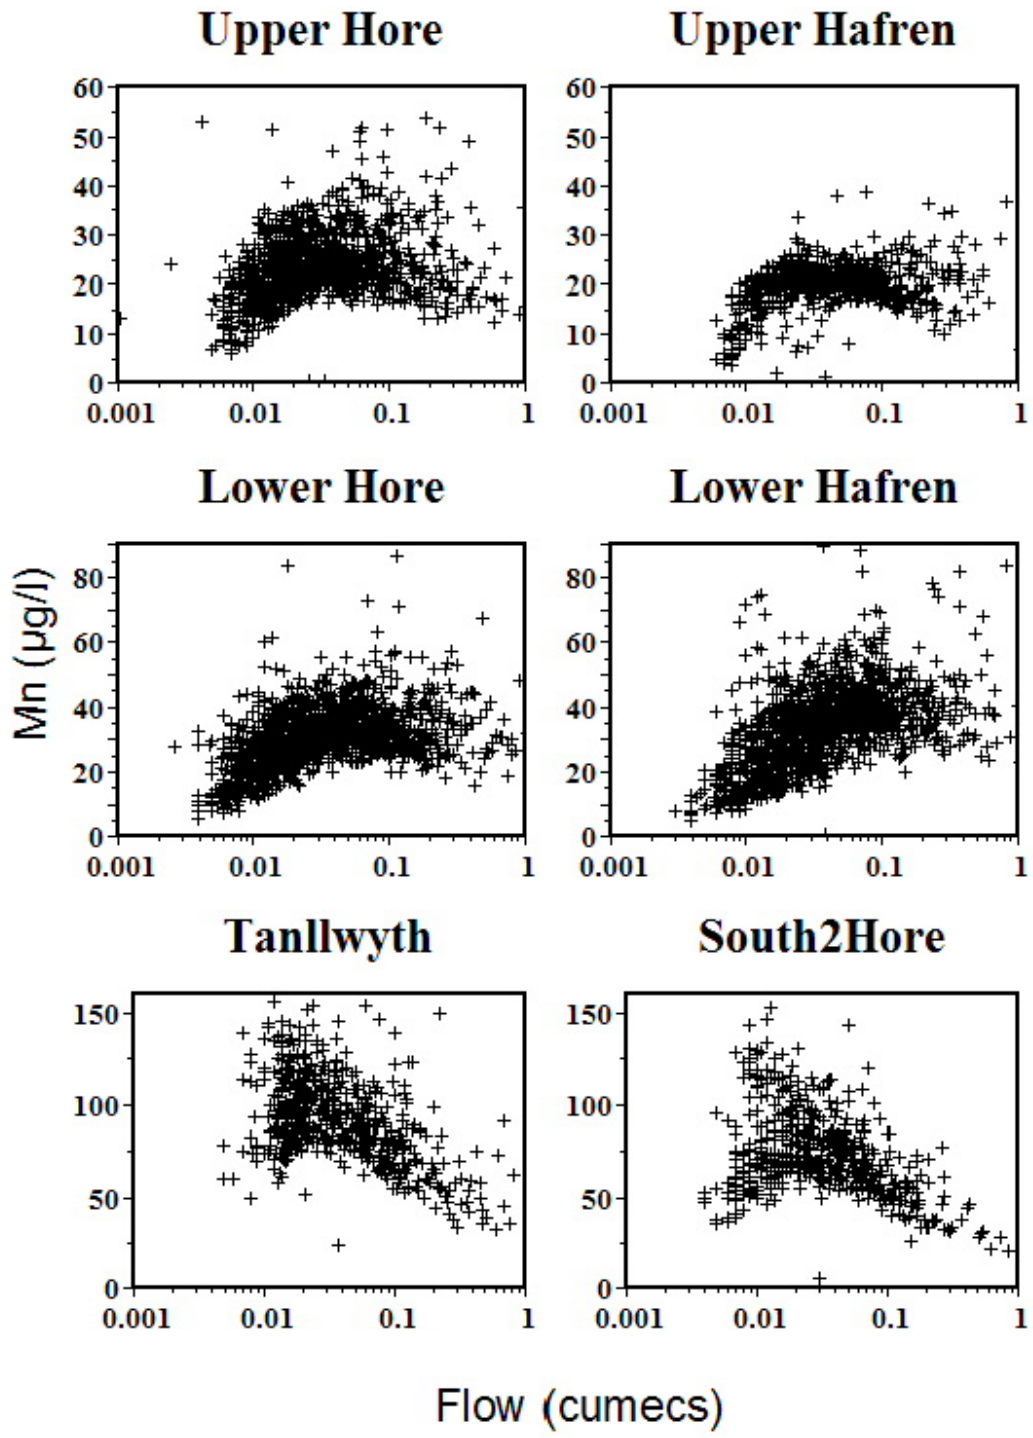 Upper Hore Upper Hafren
60 60
50 50
40 40
30 30
20 20
10 10
0 0
0.001 0.01 0.1 1 0.001 0.01 0.1 1
Lower Hore Lower Hafren
80 80
60 60
40 40
20 20
0 0
0.001 0.01 0.1 1 0.001 0.01 0.1 1
Mn (µg/l)
Tanllwyth South2Hore
150 150
100 100
50 50
0 0
0.001 0.01 0.1 1 0.001 0.01 0.1 1
Flow (cumecs)